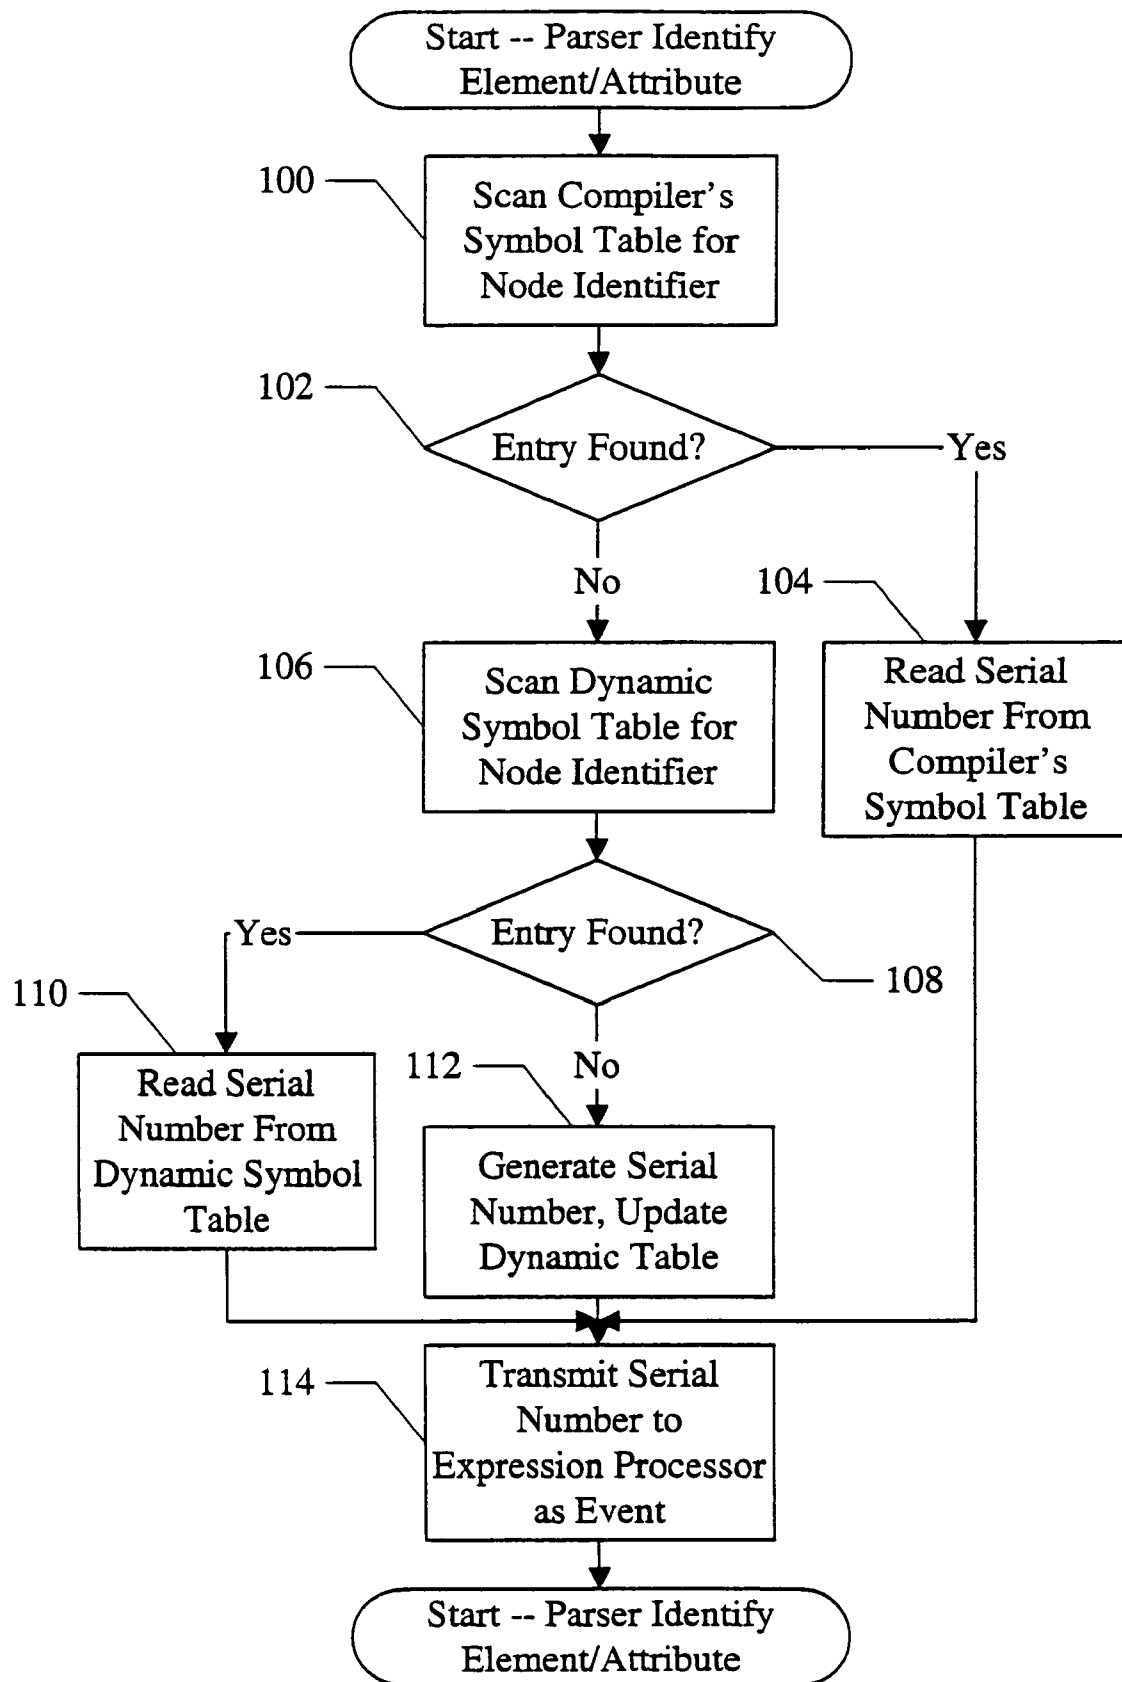 Start -- Parser Identify
Element/Attribute
100
Scan Compiler's
Symbol Table for
Node Identifier
102
Entry Found?
Yes
No
104
106
Scan Dynamic
Symbol Table for
Node Identifier
Read Serial
Number From
Compiler's
Symbol Table
Yes
Entry Found?
108
110
No
112
Read Serial
Number From
Dynamic Symbol
Table
Generate Serial
Number, Update
Dynamic Table
114
Transmit Serial
Number to
Expression Processor
as Event
Start -- Parser Identify
Element/Attribute